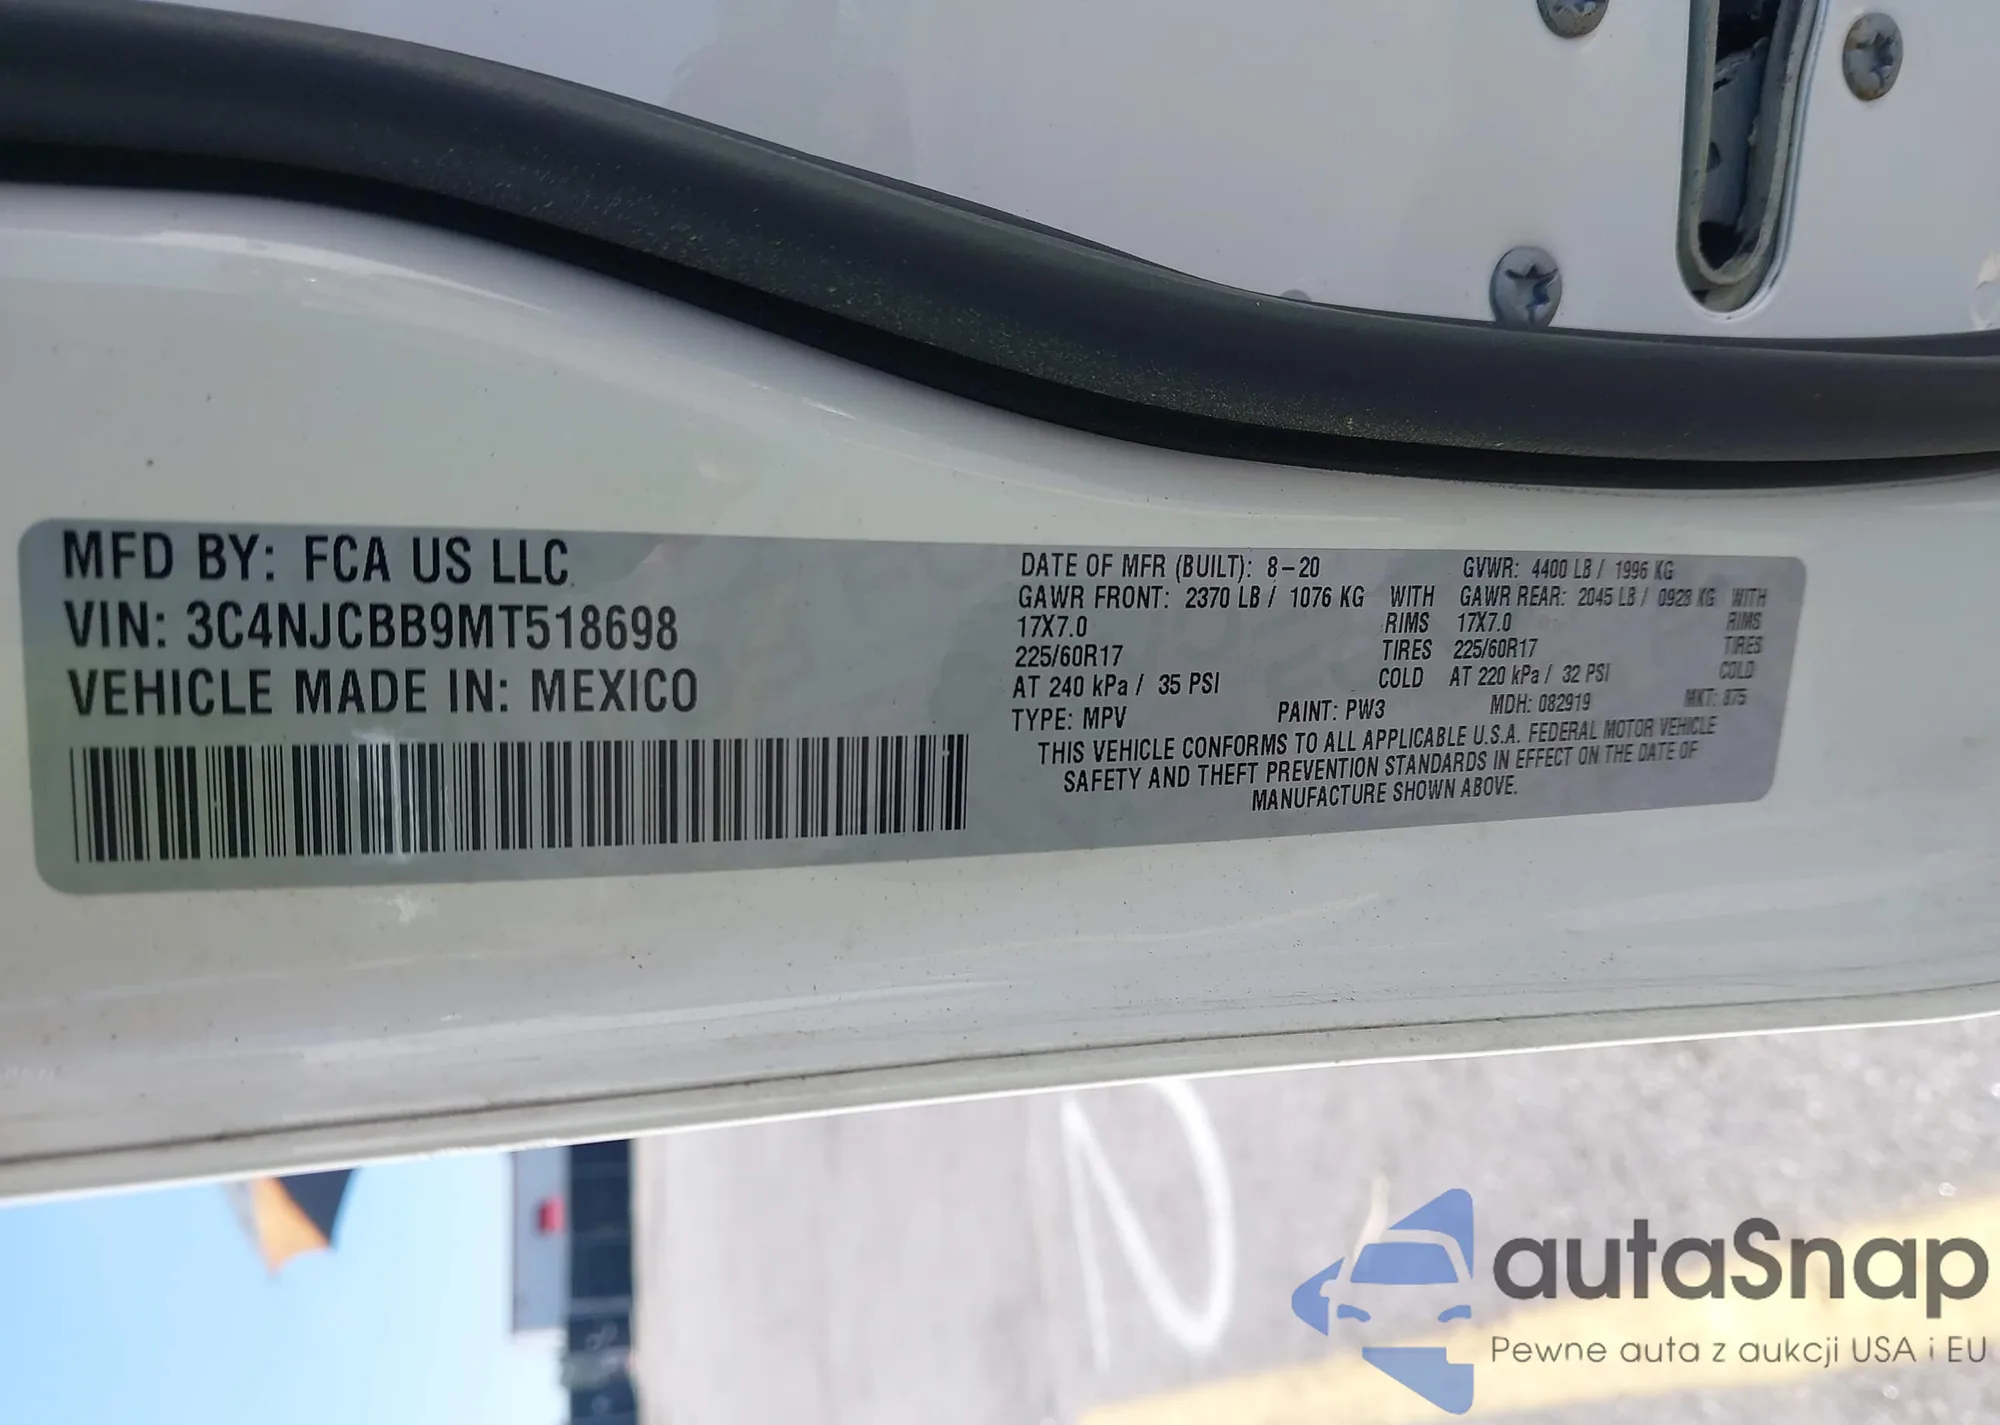 MFD BY: FCA US LLC
VIN: 3C4NJCBB9MT518698
VEHICLE MADE IN: MEXICO
DATE OF MFR (BUILT): 8-20 GVWR: 4400 LB / 1996 KG
GAWR FRONT: 2370 LB / 1076 KG WITH GAWR REAR: 2045 LB / 0928 KG WITH
17X7.0 RIMS 17X7.0 RIMS
225/60R17 TIRES 225/60R17 TIRES
AT 240 kPa / 35 PSI COLD AT 220 kPa / 32 PSI COLD
TYPE: MPV PAINT: PW3 MDH: 082919 MKT: 875
THIS VEHICLE CONFORMS TO ALL APPLICABLE U.S.A. FEDERAL MOTOR VEHICLE
SAFETY AND THEFT PREVENTION STANDARDS IN EFFECT ON THE DATE OF
MANUFACTURE SHOWN ABOVE.
autaSnap
Pewne auta z aukcji USA i EU